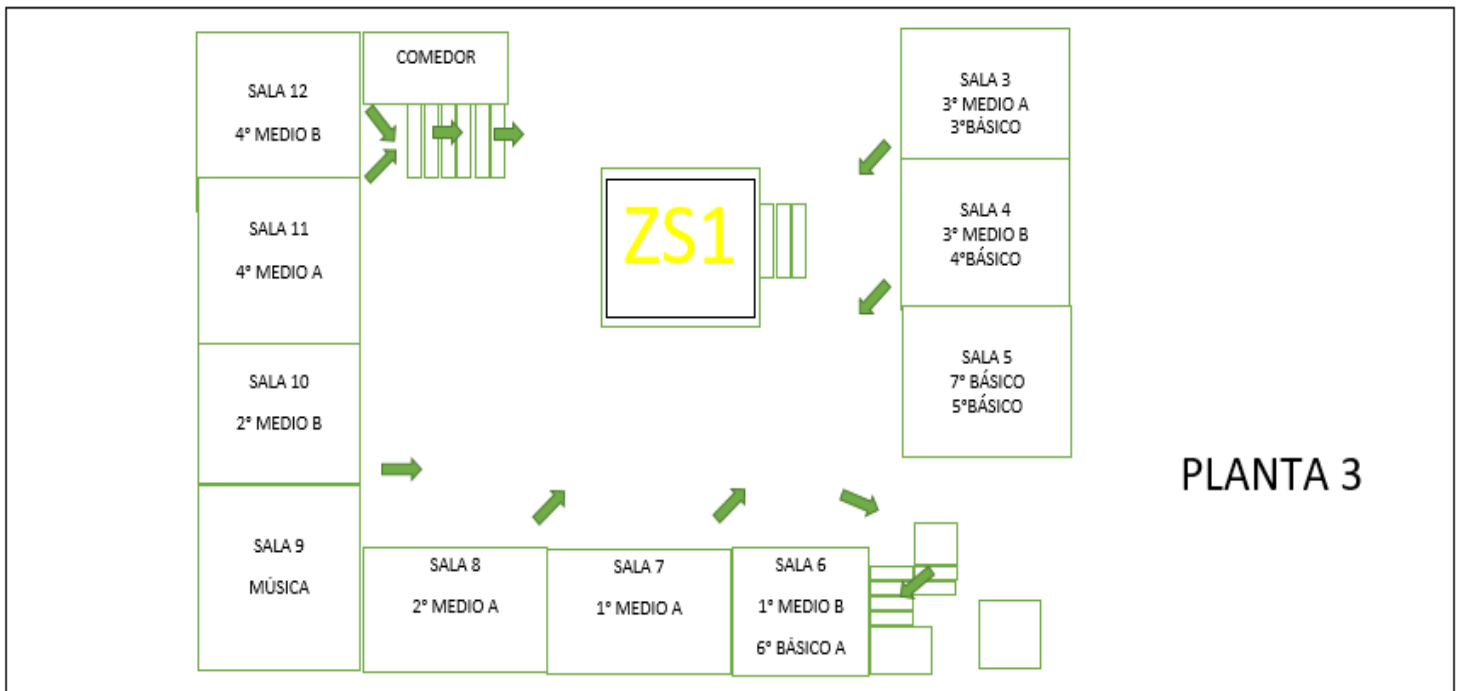 SALA 12
4° MEDIO B
COMEDOR
SALA 3
3° MEDIO A
3°BÁSICO
SALA 11
4° MEDIO A
ZS1
SALA 4
3° MEDIO B
4°BÁSICO
SALA 10
2° MEDIO B
SALA 5
7° BÁSICO
5°BÁSICO
PLANTA 3
SALA 9
MÚSICA
SALA 8
2° MEDIO A
SALA 7
1° MEDIO A
SALA 6
1° MEDIO B
6° BÁSICO A